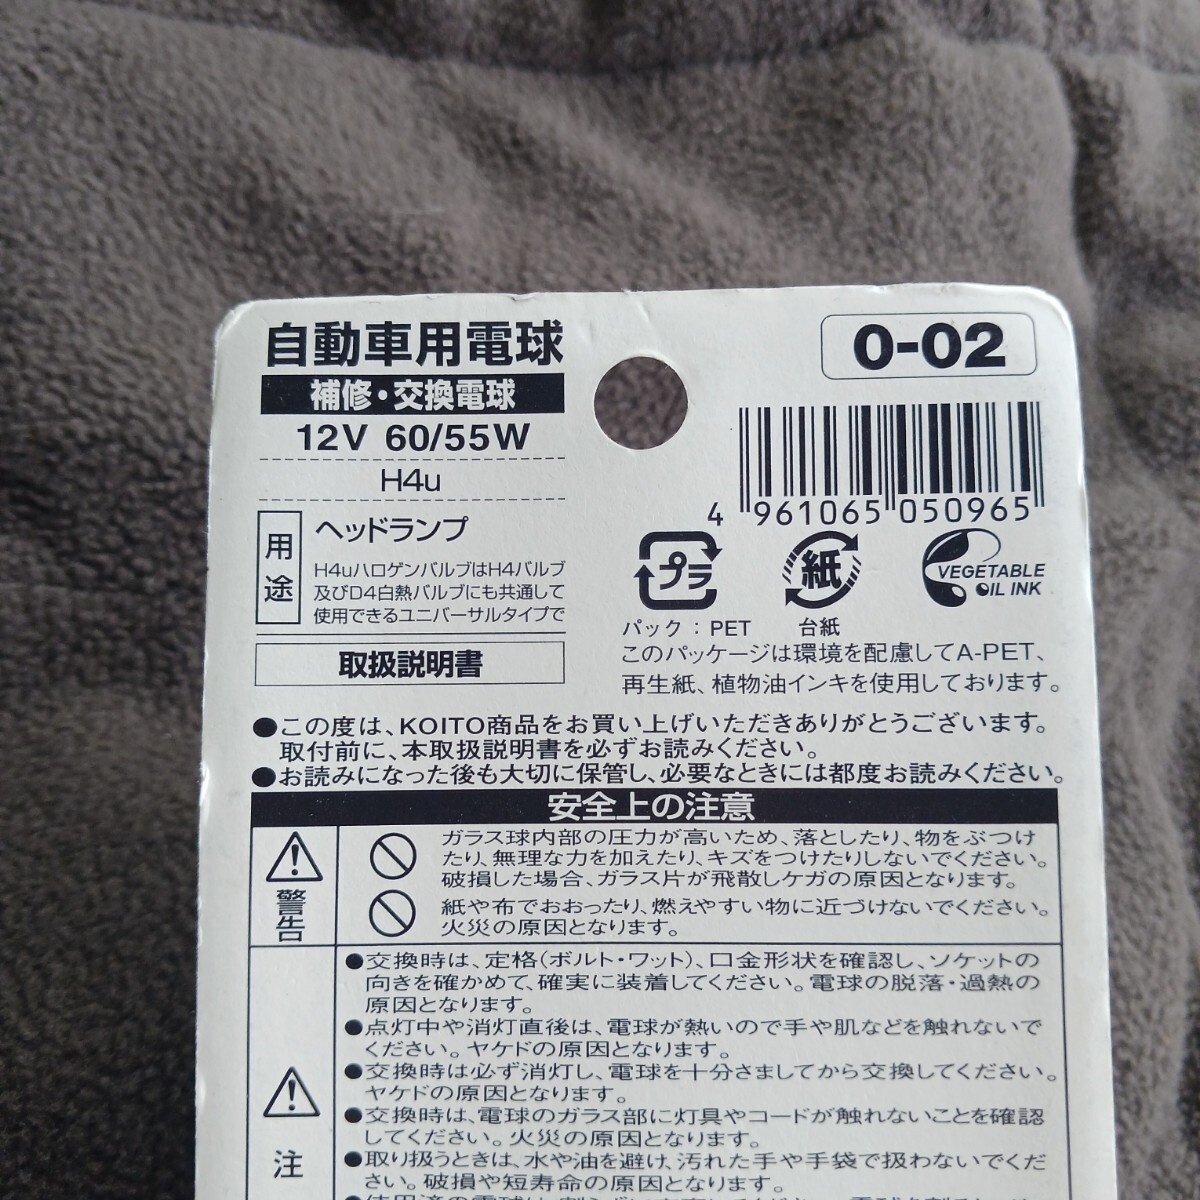 自動車用電球
補修・交換電球
12V 60/55W
H4u
用途
ヘッドランプ
H4uハロゲンバルブはH4バルブ
及びD4白熱バルブにも共通して
使用できるユニバーサルタイプで
取扱説明書
0-02
4 961065 050965
プラ
紙
VEGETABLE
OIL INK
パック：PET
台紙
このパッケージは環境を配慮してA-PET、
再生紙、植物油インキを使用しております。
●この度は、KOITO商品をお買い上げいただきありがとうございます。
取付前に、本取扱説明書を必ずお読みください。
●お読みになった後も大切に保管し、必要なときには都度お読みください。
安全上の注意
警告
ガラス球内部の圧力が高いため、落としたり、物をぶつけ
たり、無理な力を加えたり、キズをつけたりしないでください。
破損した場合、ガラス片が飛散しケガの原因となります。
紙や布でおおったり、燃えやすい物に近づけないでください。
火災の原因となります。
注
●交換時は、定格（ボルト・ワット）、口金形状を確認し、ソケットの
向きを確かめて、確実に装着してください。電球の脱落・過熱の
原因となります。
●点灯中や消灯直後は、電球が熱いので手や肌などを触れないで
ください。ヤケドの原因となります。
●交換時は必ず消灯し、電球を十分さましてから交換してください。
ヤケドの原因となります。
●交換時は、電球のガラス部に灯具やコードが触れないことを確認
してください。火災の原因となります。
●取り扱うときは、水や油を避け、汚れた手や手袋で扱わないでくだ
さい。破損や短寿命の原因となります。